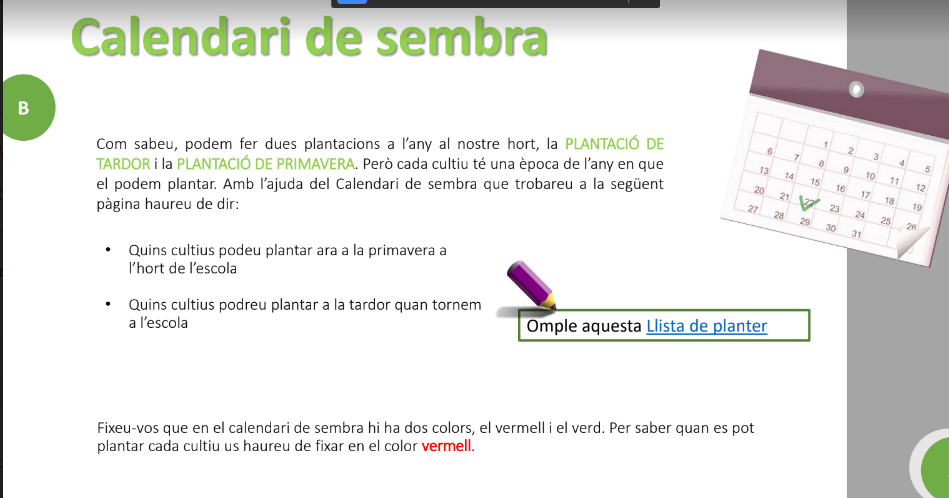 Calendari de sembra
B
Com sabeu, podem fer dues plantacions a l'any al nostre hort, la PLANTACIÓ DE
TARDOR i la PLANTACIÓ DE PRIMAVERA. Però cada cultiu té una època de l'any en que
el podem plantar. Amb l'ajuda del Calendari de sembra que trobareu a la següent
pàgina haureu de dir:
• Quins cultius podeu plantar ara a la primavera a
l'hort de l'escola
• Quins cultius podreu plantar a la tardor quan tornem
a l'escola
Omple aquesta Llista de planter
Fixeu-vos que en el calendari de sembra hi ha dos colors, el vermell i el verd. Per saber quan es pot
plantar cada cultiu us haureu de fixar en el color vermell.
1 2 3 4 5
6 7 8 9 10 11 12
13 14 15 16 17 18 19
20 21 22 23 24 25 26
27 28 29 30 31